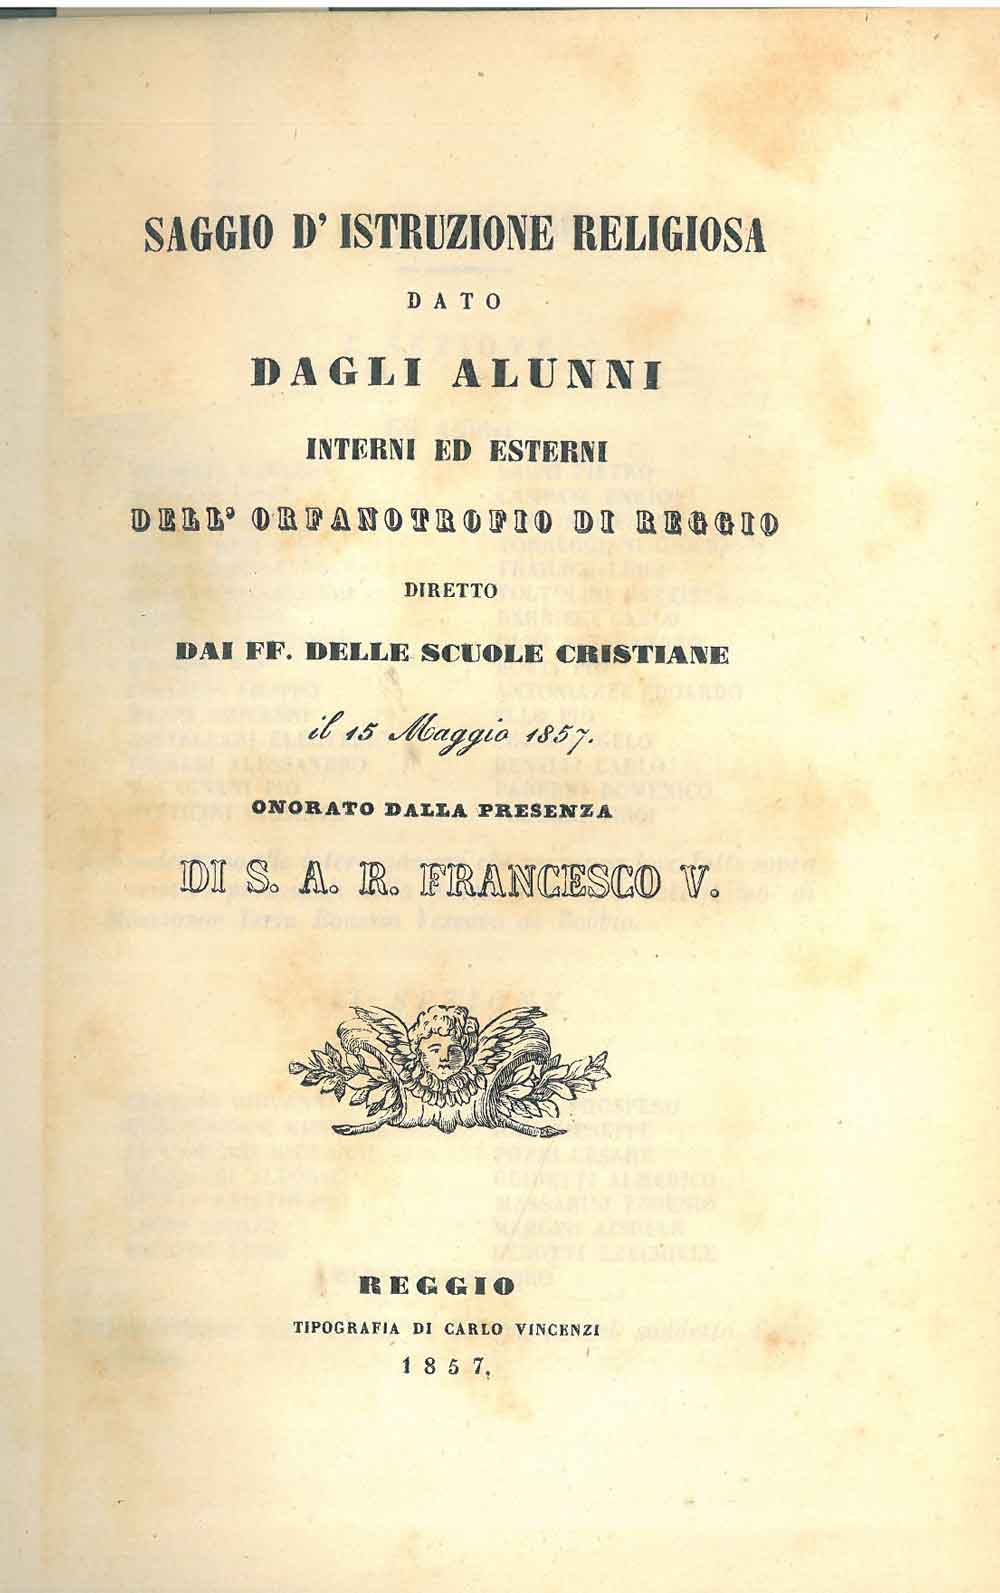 SAGGIO D' ISTRUZIONE RELIGIOSA
DATO
DAGLI ALUNNI
INTERNI ED ESTERNI
DELL' ORFANOTROFIO DI REGGIO
DIRETTO
DAI FF. DELLE SCUOLE CRISTIANE
il 15 Maggio 1857.
ONORATO DALLA PRESENZA
DI S. A. R. FRANCESCO V.
REGGIO
TIPOGRAFIA DI CARLO VINCENZI
1857.